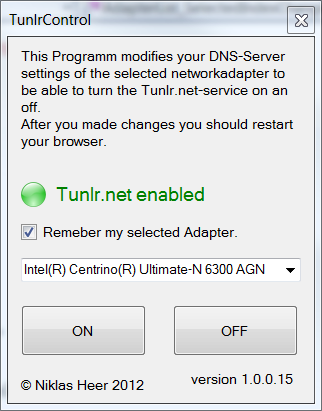 TunlrControl
This Programm modifies your DNS-Server
settings of the selected networkadapter to
be able to turn the Tunlr.net-service on an
off.
After you made changes you should restart
your browser.
Tunlr.net enabled
Remeber my selected Adapter.
Intel(R) Centrino(R) Ultimate-N 6300 AGN
ON
OFF
© Niklas Heer 2012
version 1.0.0.15